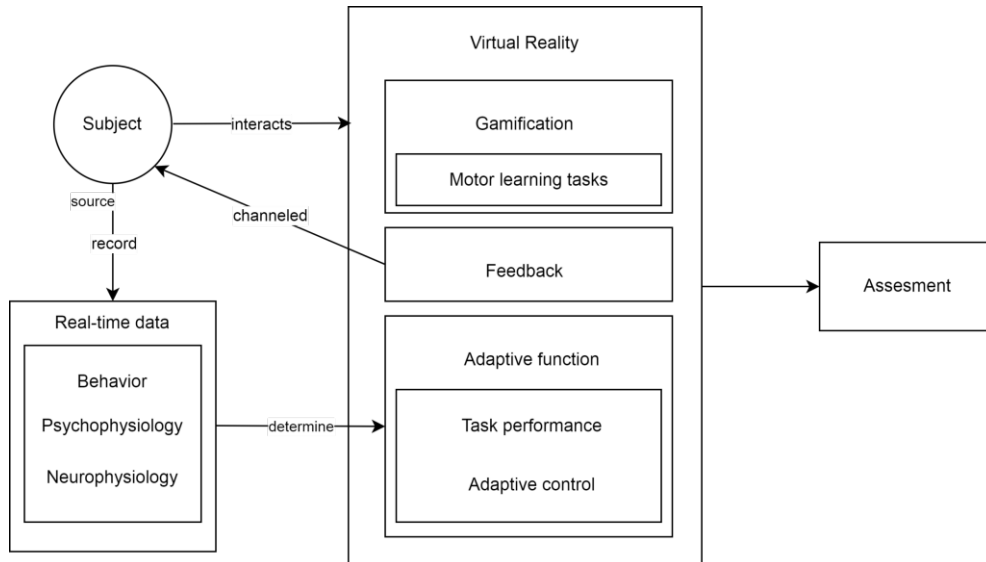 Virtual Reality
Subject
interacts
Gamification
Motor learning tasks
source
channeled
record
Feedback
Assesment
Real-time data
Behavior
Psychophysiology
Neurophysiology
determine
Adaptive function
Task performance
Adaptive control